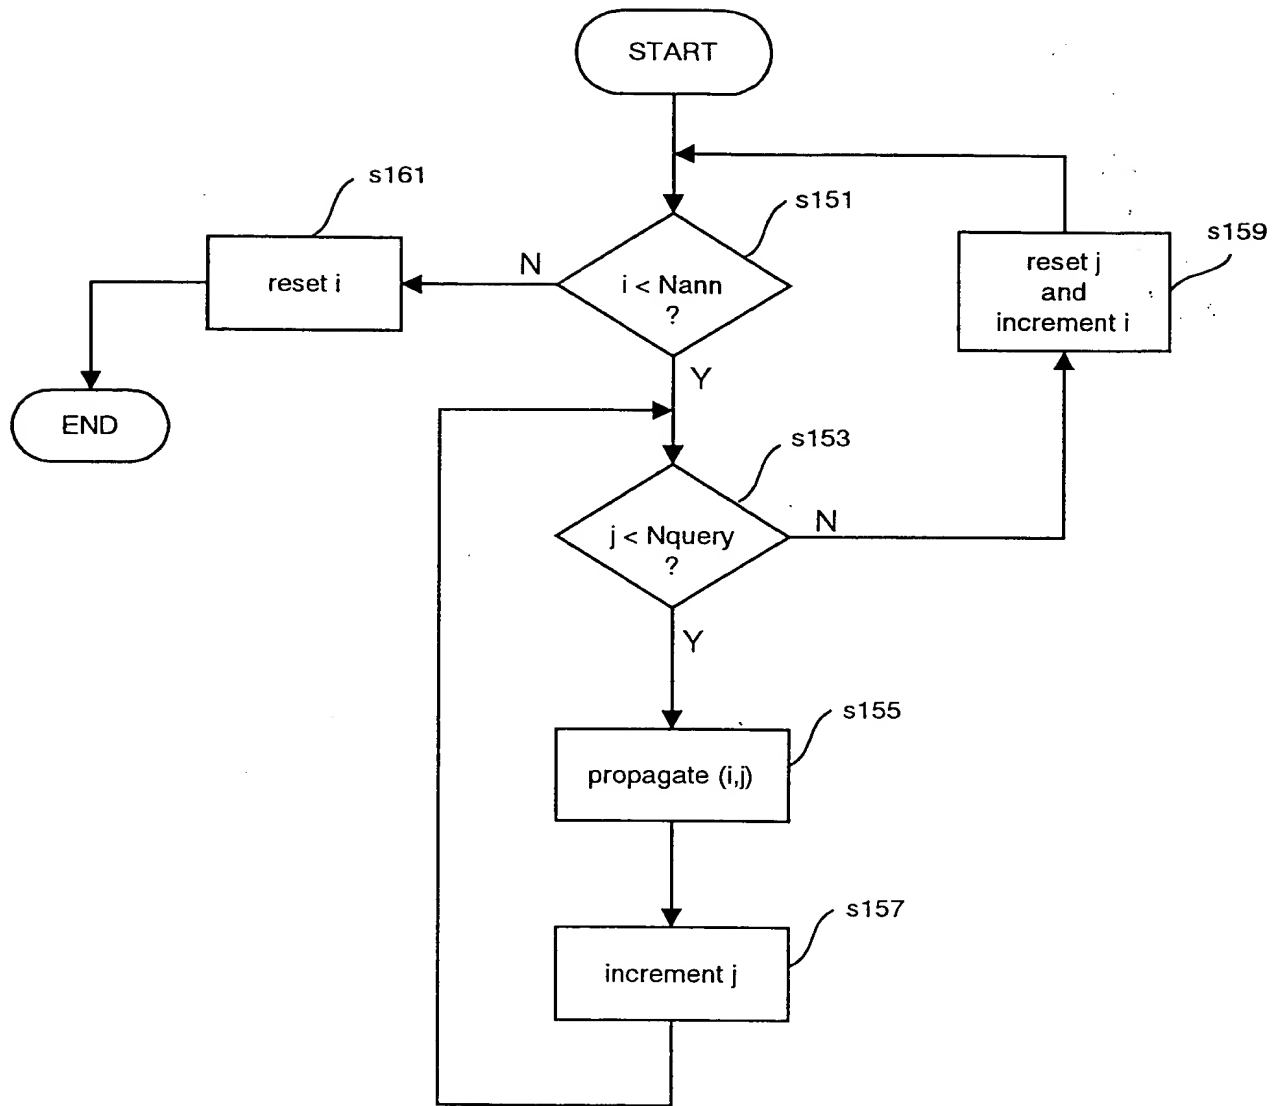 START
s161
s151
s159
reset i
N
i < Nann
?
reset j
and
increment i
Y
END
s153
j < Nquery
?
N
Y
s155
propagate (i,j)
s157
increment j